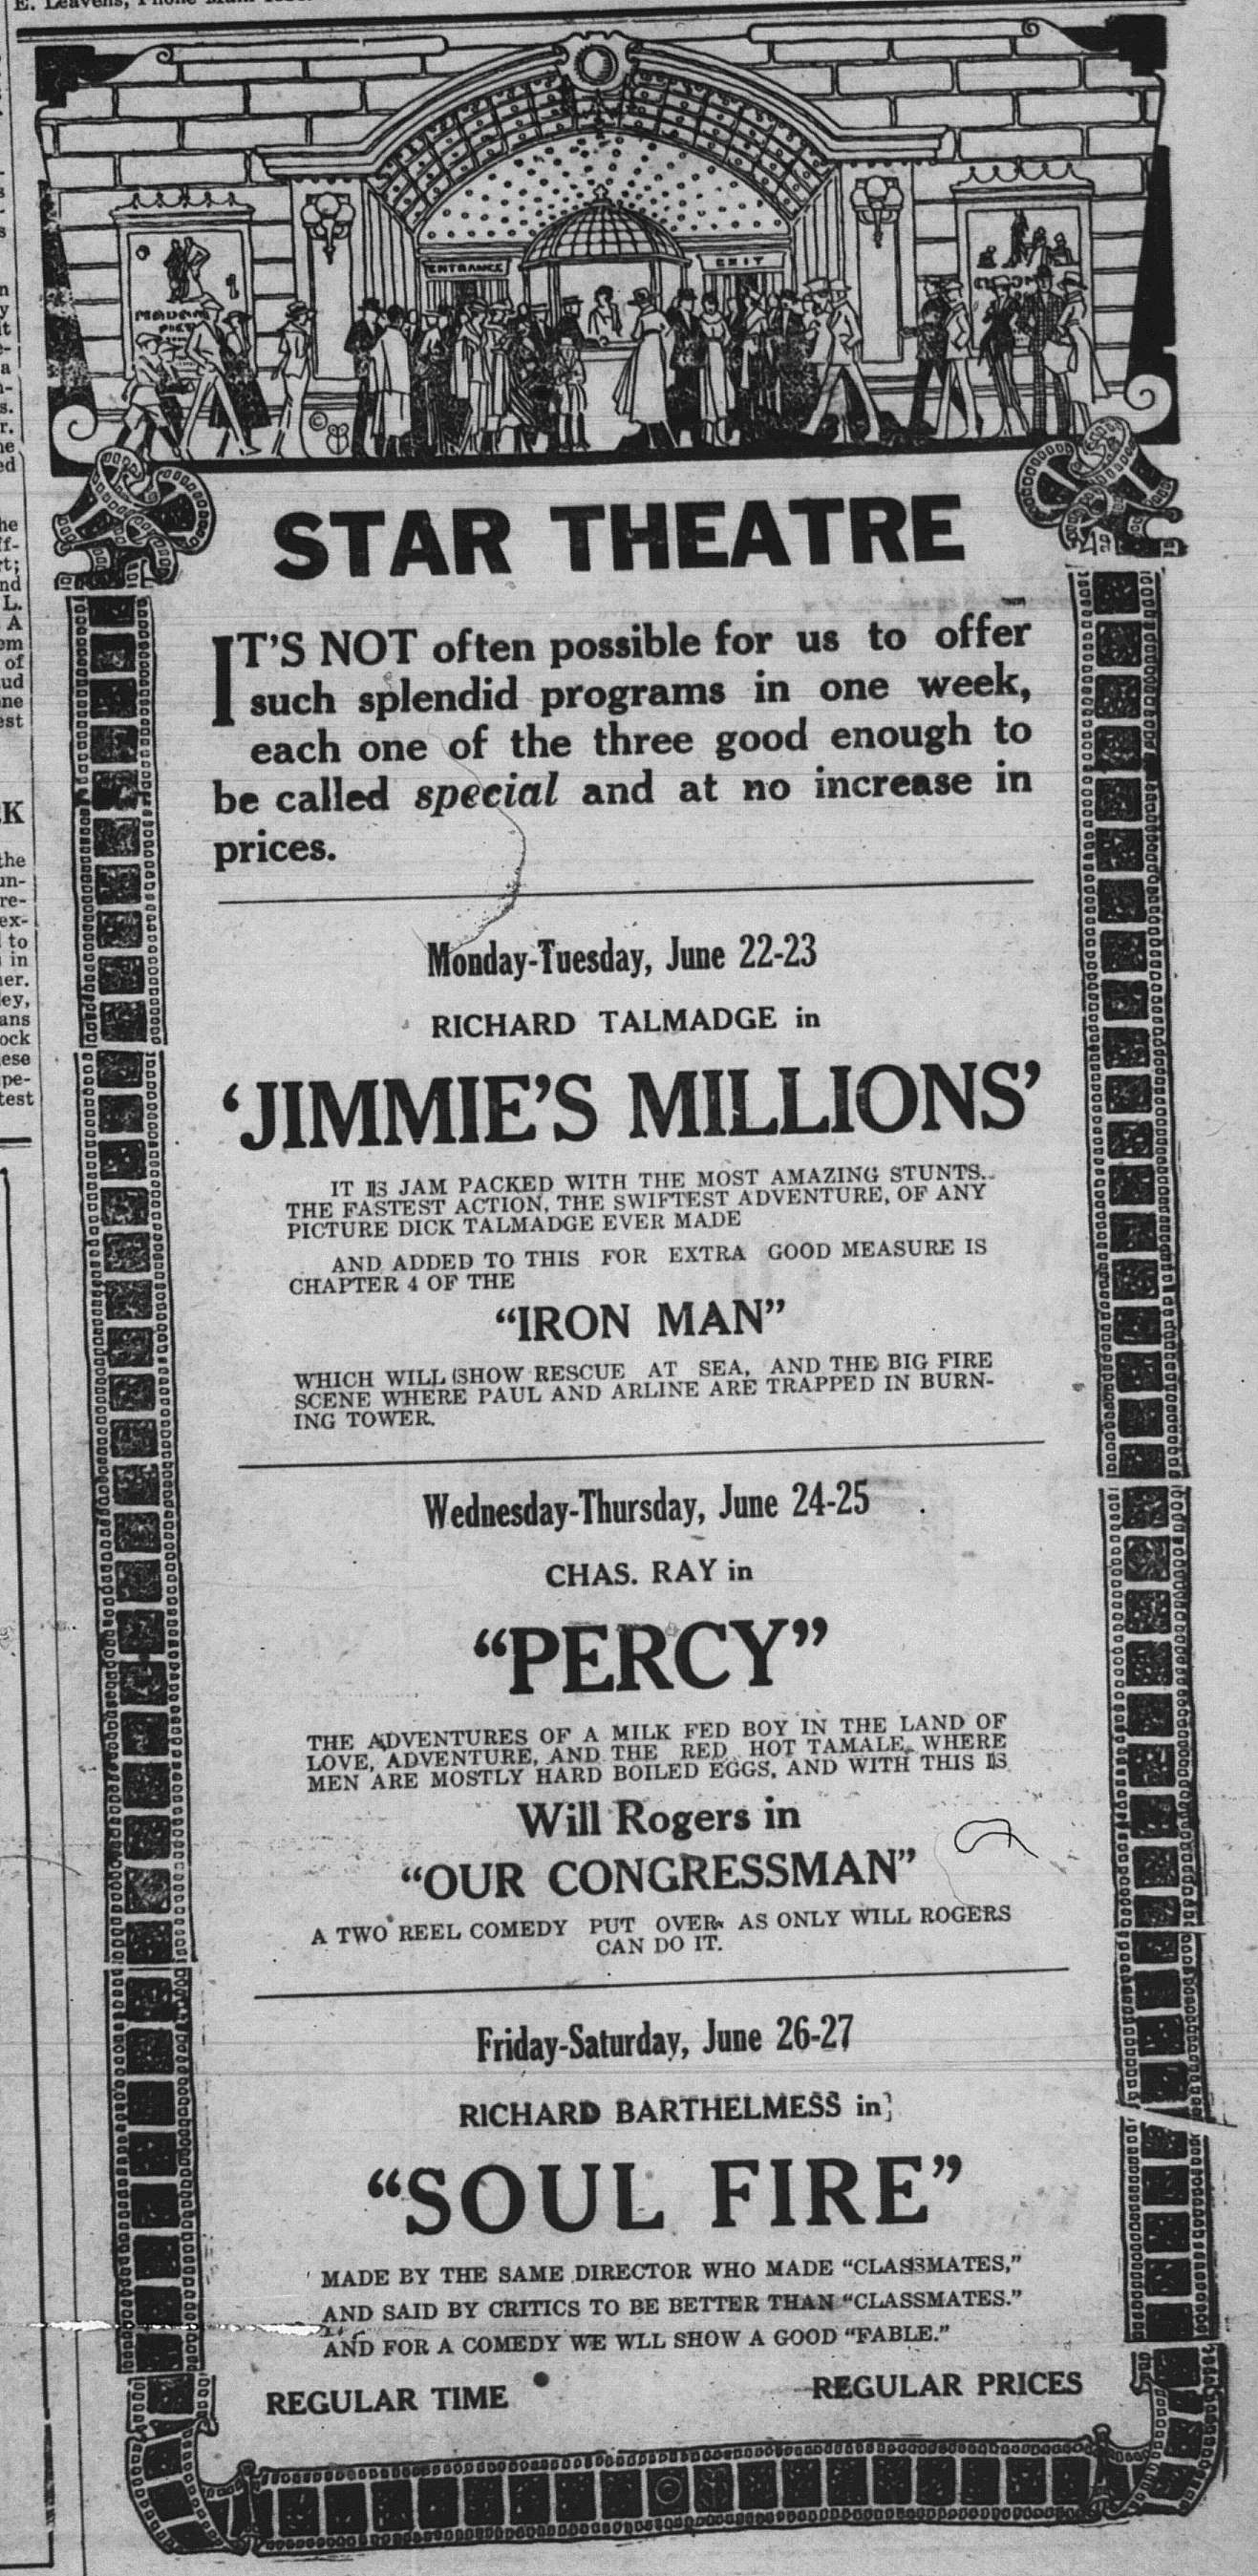 E. Leavens, Phone Main
ENTRANCE
EXIT
©
STAR THEATRE
IT'S NOT often possible for us to offer
such splendid programs in one week,
each one of the three good enough to
be called special and at no increase in
prices.
Monday-Tuesday, June 22-23
RICHARD TALMADGE in
'JIMMIE'S MILLIONS'
IT IS JAM PACKED WITH THE MOST AMAZING STUNTS.
THE FASTEST ACTION, THE SWIFTEST ADVENTURE, OF ANY
PICTURE DICK TALMADGE EVER MADE
AND ADDED TO THIS FOR EXTRA GOOD MEASURE IS
CHAPTER 4 OF THE
"IRON MAN"
WHICH WILL SHOW RESCUE AT SEA, AND THE BIG FIRE
SCENE WHERE PAUL AND ARLINE ARE TRAPPED IN BURN-
ING TOWER.
Wednesday-Thursday, June 24-25
CHAS. RAY in
"PERCY"
THE ADVENTURES OF A MILK FED BOY IN THE LAND OF
LOVE, ADVENTURE, AND THE RED HOT TAMALE, WHERE
MEN ARE MOSTLY HARD BOILED EGGS, AND WITH THIS IS
Will Rogers in
"OUR CONGRESSMAN"
A TWO REEL COMEDY PUT OVER AS ONLY WILL ROGERS
CAN DO IT.
Friday-Saturday, June 26-27
RICHARD BARTHELMESS in
"SOUL FIRE"
MADE BY THE SAME DIRECTOR WHO MADE "CLASSMATES,"
AND SAID BY CRITICS TO BE BETTER THAN "CLASSMATES."
AND FOR A COMEDY WE WLL SHOW A GOOD "FABLE."
REGULAR TIME REGULAR PRICES